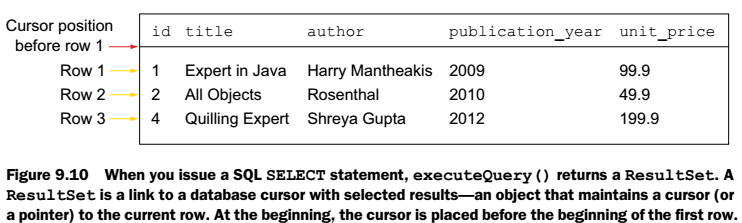 Cursor position id title author publication_year unit_price
before row 1
Row 1 1 Expert in Java Harry Mantheakis 2009 99.9
Row 2 2 All Objects Rosenthal 2010 49.9
Row 3 4 Quilling Expert Shreya Gupta 2012 199.9
Figure 9.10 When you issue a SQL SELECT statement, executeQuery() returns a ResultSet. A
ResultSet is a link to a database cursor with selected results—an object that maintains a cursor (or
a pointer) to the current row. At the beginning, the cursor is placed before the beginning of the first row.